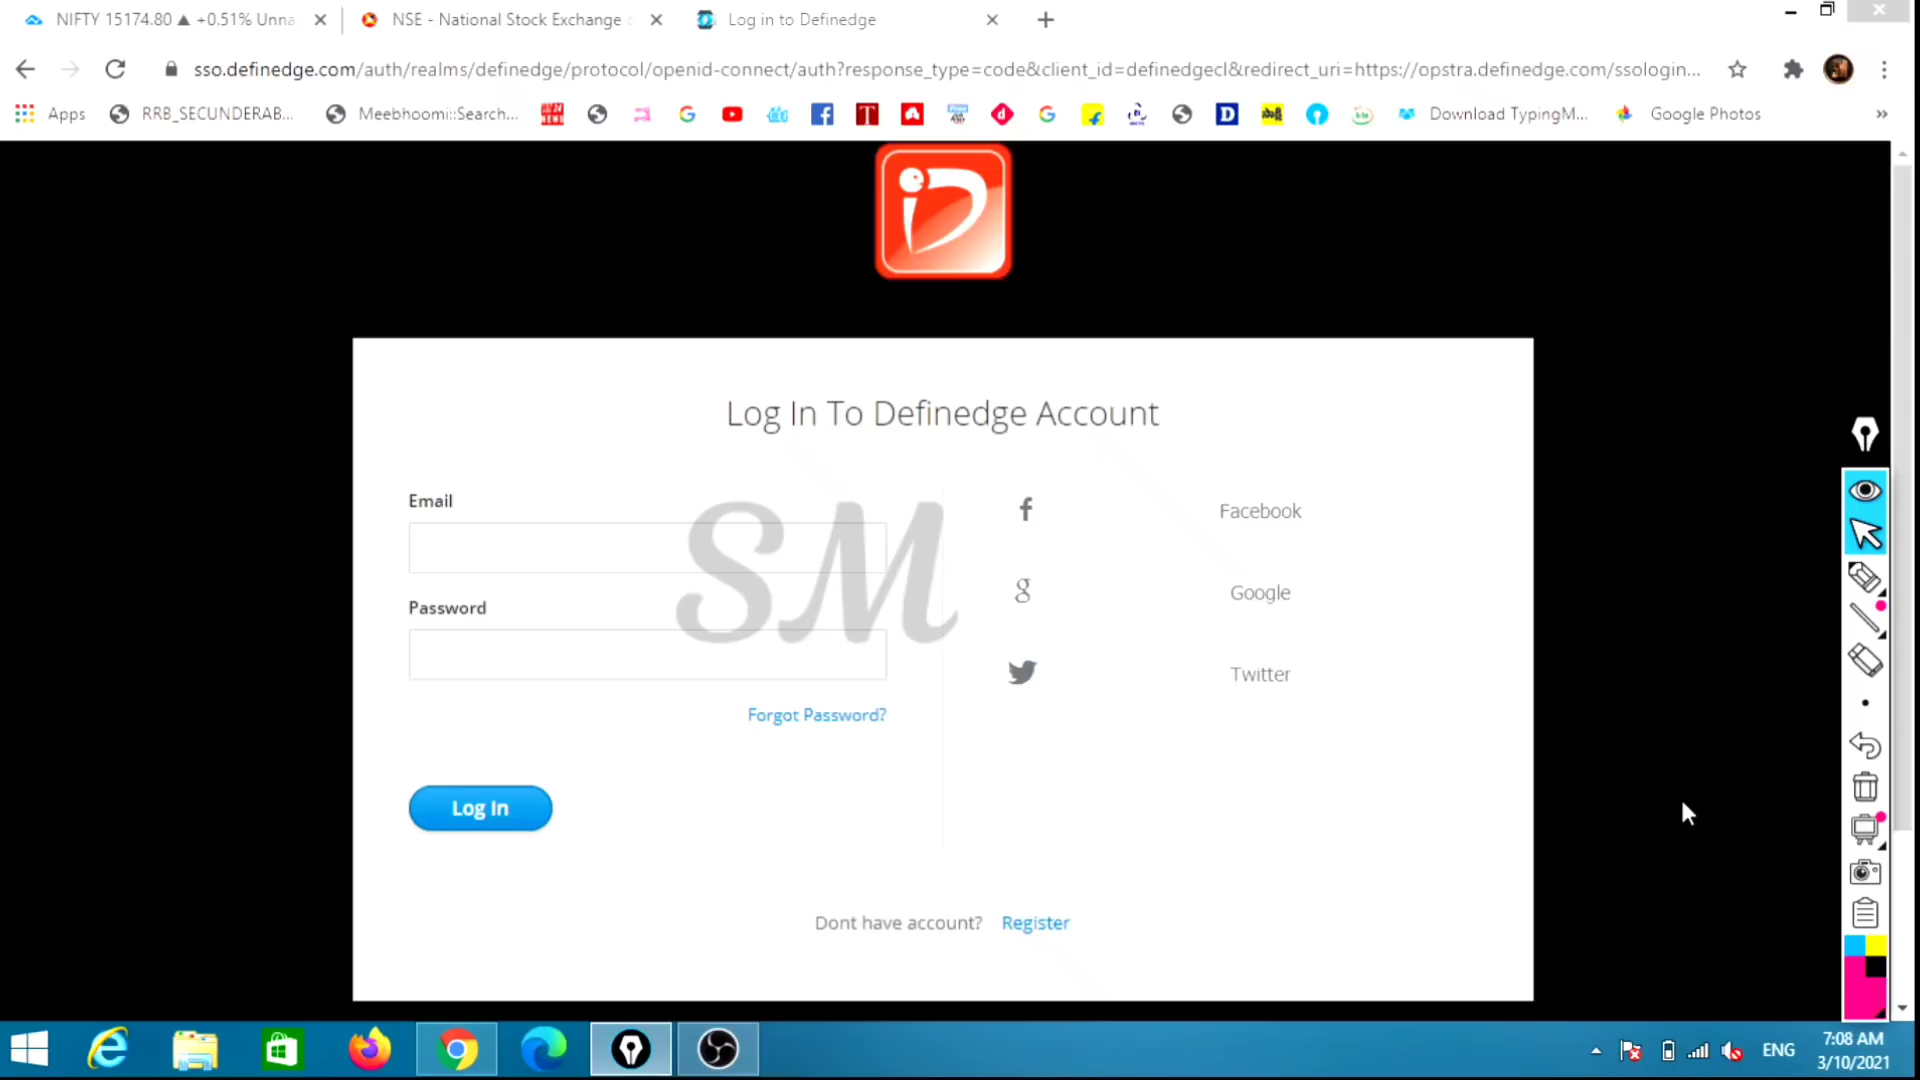 NIFTY 15174.80 ▲ +0.51% Unna
NSE - National Stock Exchange
Log in to Definedge
sso.definedge.com/auth/realms/definedge/protocol/openid-connect/auth?response_type=code&client_id=definedgecl&redirect_uri=https://opstra.definedge.com/ssologin...
Apps
RRB_SECUNDERAB...
Meebhoomi::Search...
Download TypingM...
Google Photos
Log In To Definedge Account
Email
Facebook
SM
Google
Password
Twitter
Forgot Password?
Log In
Dont have account? Register
ENG
7:08 AM
3/10/2021